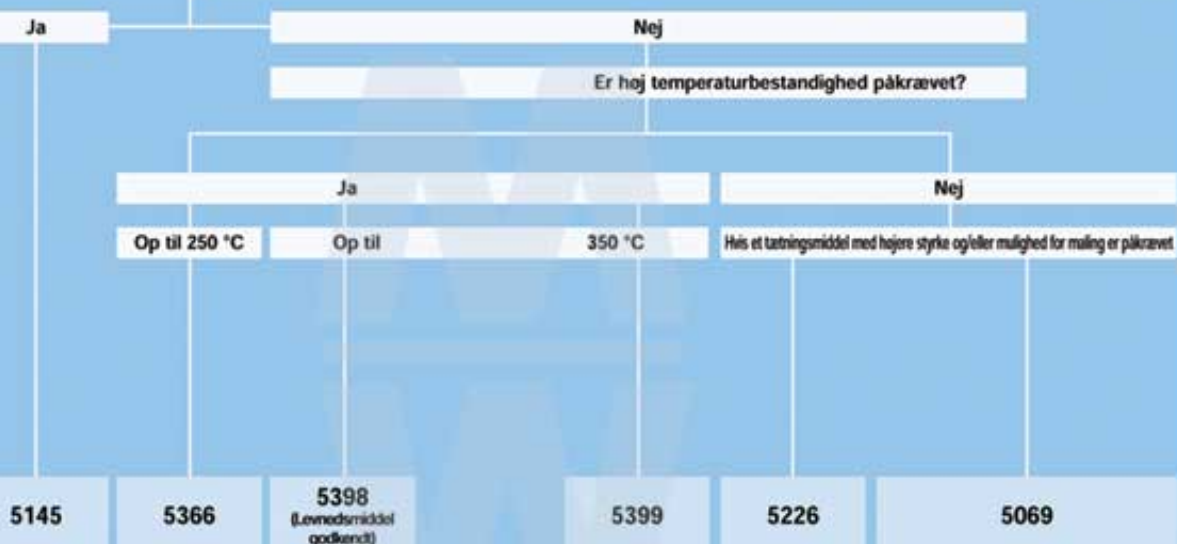 Ja
Nej
Er høj temperaturbestandighed påkrævet?
Ja
Nej
Op til 250 °C
Op til 350 °C
Hvis et tætningsmiddel med højere styrke og/eller mulighed for maling er påkrævet
5145
5366
5398
(Levnedsmiddel
godkendt)
5399
5226
5069